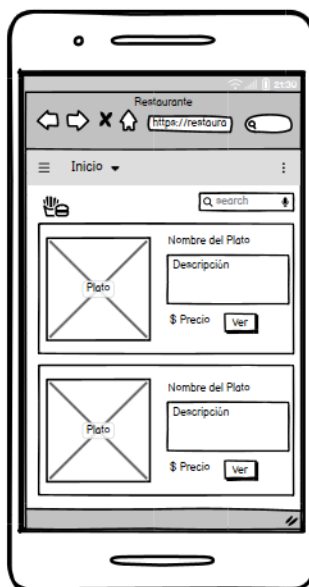 21:30
Restaurante
https://restaura
Inicio
search
Nombre del Plato
Plato
Descripción
$ Precio
Ver
Nombre del Plato
Plato
Descripción
$ Precio
Ver